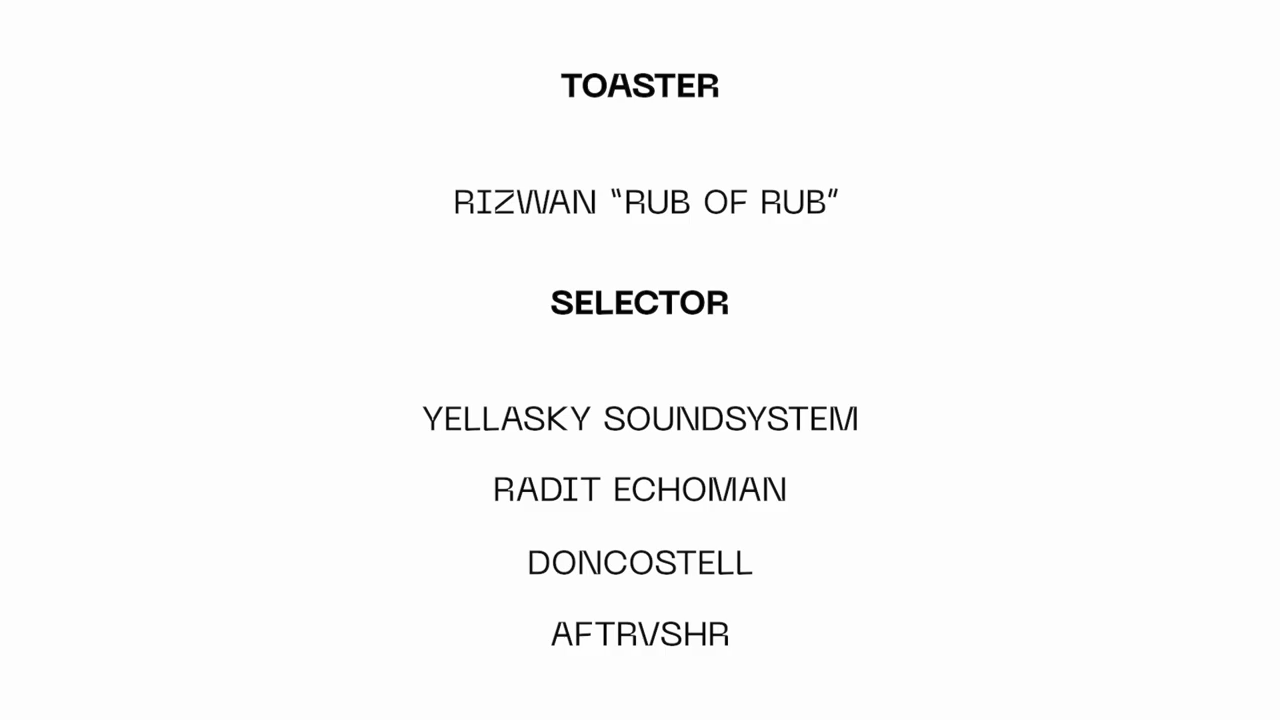 TOASTER
RIZWAN “RUB OF RUB”
SELECTOR
YELLASKY SOUNDSYSTEM
RADIT ECHOMAN
DONCOSTELL
AFTRVSHR